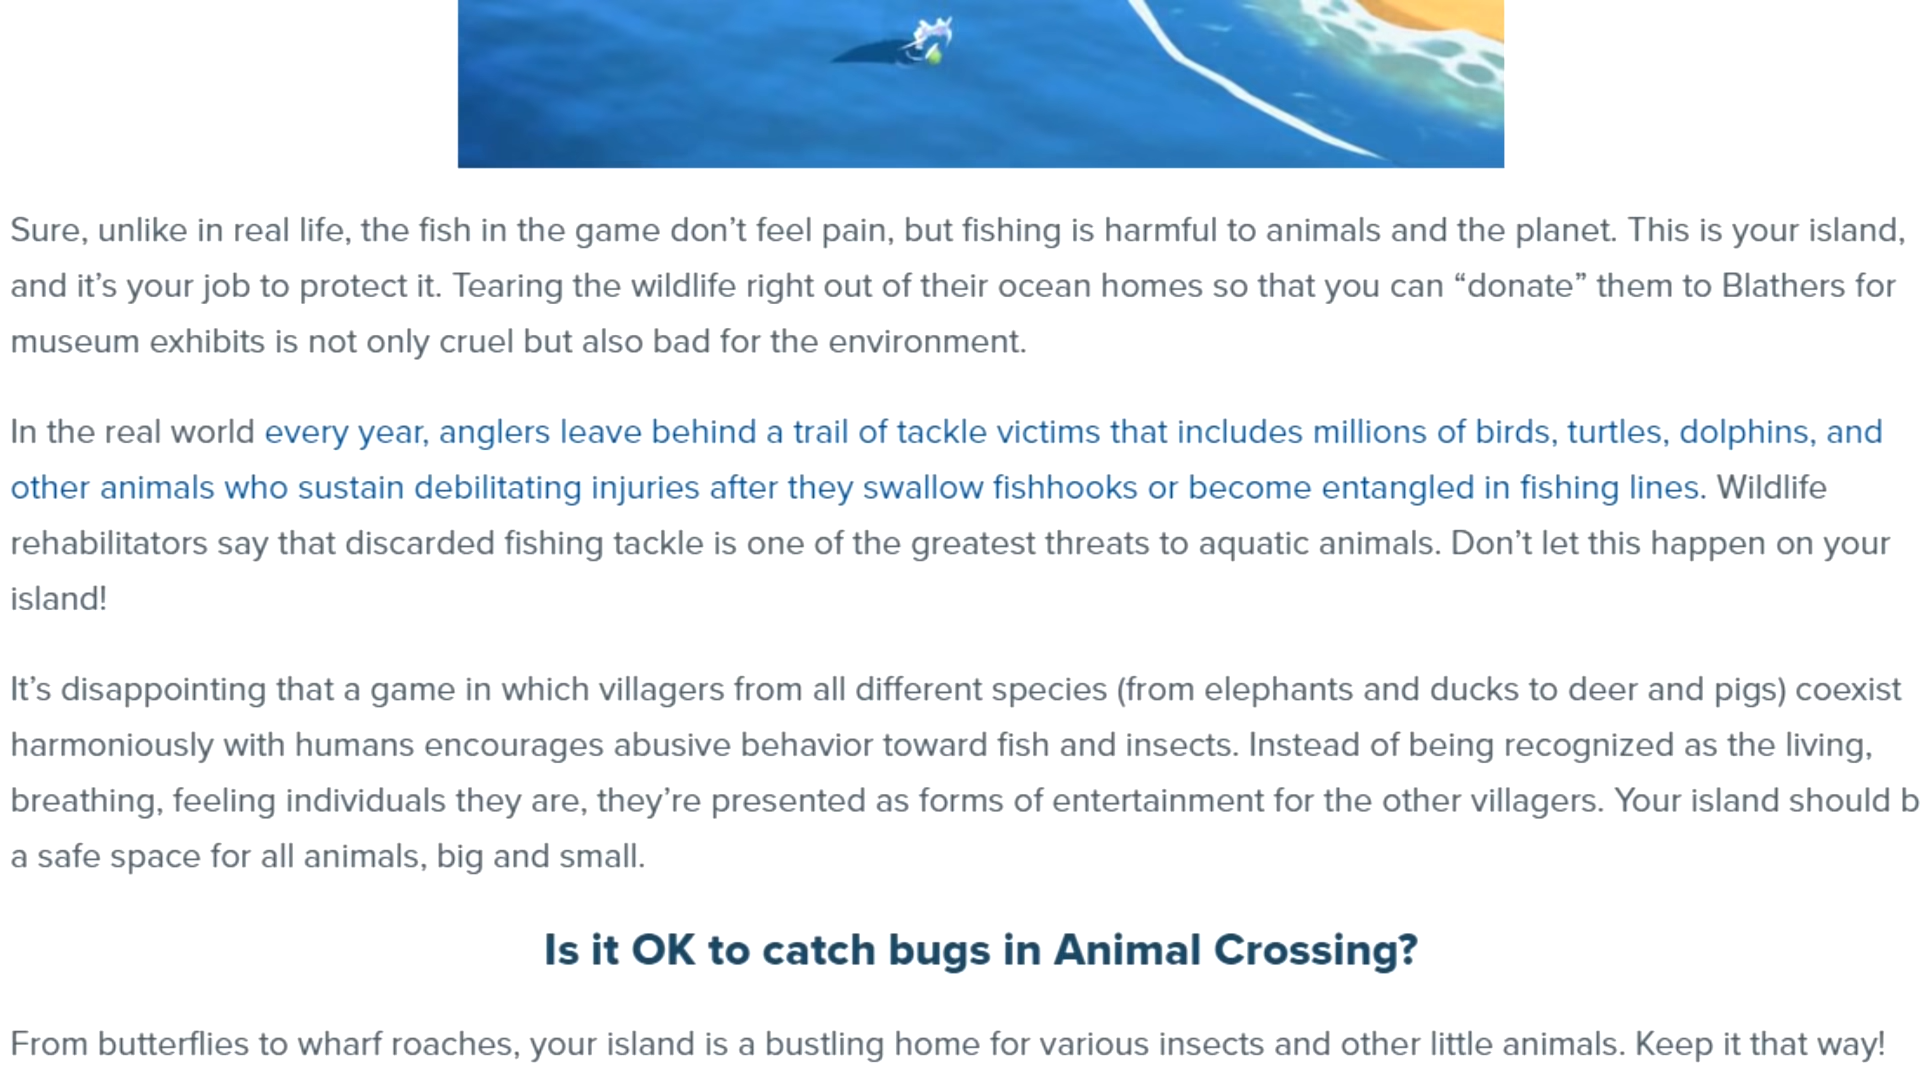 Sure, unlike in real life, the fish in the game don’t feel pain, but fishing is harmful to animals and the planet. This is your island,
and it’s your job to protect it. Tearing the wildlife right out of their ocean homes so that you can “donate” them to Blathers for
museum exhibits is not only cruel but also bad for the environment.
In the real world every year, anglers leave behind a trail of tackle victims that includes millions of birds, turtles, dolphins, and
other animals who sustain debilitating injuries after they swallow fishhooks or become entangled in fishing lines. Wildlife
rehabilitators say that discarded fishing tackle is one of the greatest threats to aquatic animals. Don’t let this happen on your
island!
It’s disappointing that a game in which villagers from all different species (from elephants and ducks to deer and pigs) coexist
harmoniously with humans encourages abusive behavior toward fish and insects. Instead of being recognized as the living,
breathing, feeling individuals they are, they’re presented as forms of entertainment for the other villagers. Your island should b
a safe space for all animals, big and small.
Is it OK to catch bugs in Animal Crossing?
From butterflies to wharf roaches, your island is a bustling home for various insects and other little animals. Keep it that way!